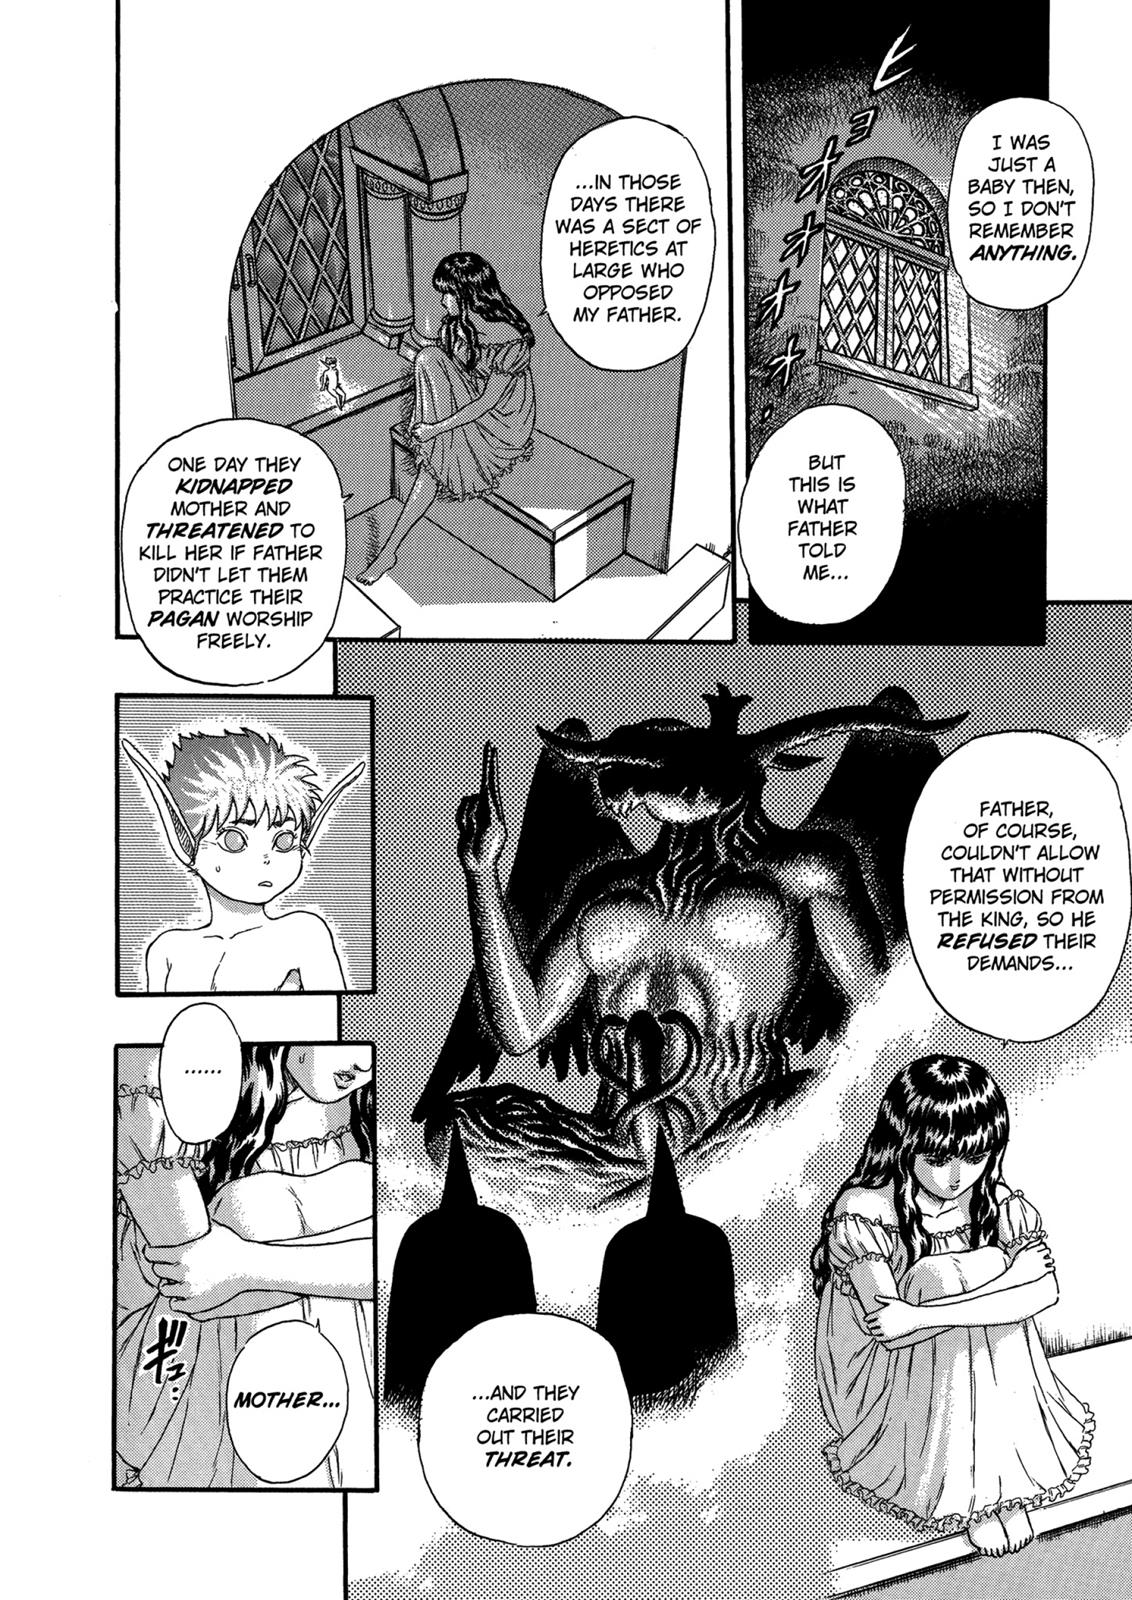 I WAS
JUST A
BABY THEN,
SO I DON'T
REMEMBER
ANYTHING.
ヒョオオオオ.
BUT
THIS IS
WHAT
FATHER
TOLD
ME...
...IN THOSE
DAYS THERE
WAS A SECT OF
HERETICS AT
LARGE WHO
OPPOSED
MY FATHER.
ONE DAY THEY
KIDNAPPED
MOTHER AND
THREATENED TO
KILL HER IF FATHER
DIDN'T LET THEM
PRACTICE THEIR
PAGAN WORSHIP
FREELY.
FATHER,
OF COURSE,
COULDN'T ALLOW
THAT WITHOUT
PERMISSION FROM
THE KING, SO HE
REFUSED THEIR
DEMANDS...
...AND THEY
CARRIED
OUT THEIR
THREAT.
......
ギュ..
MOTHER...